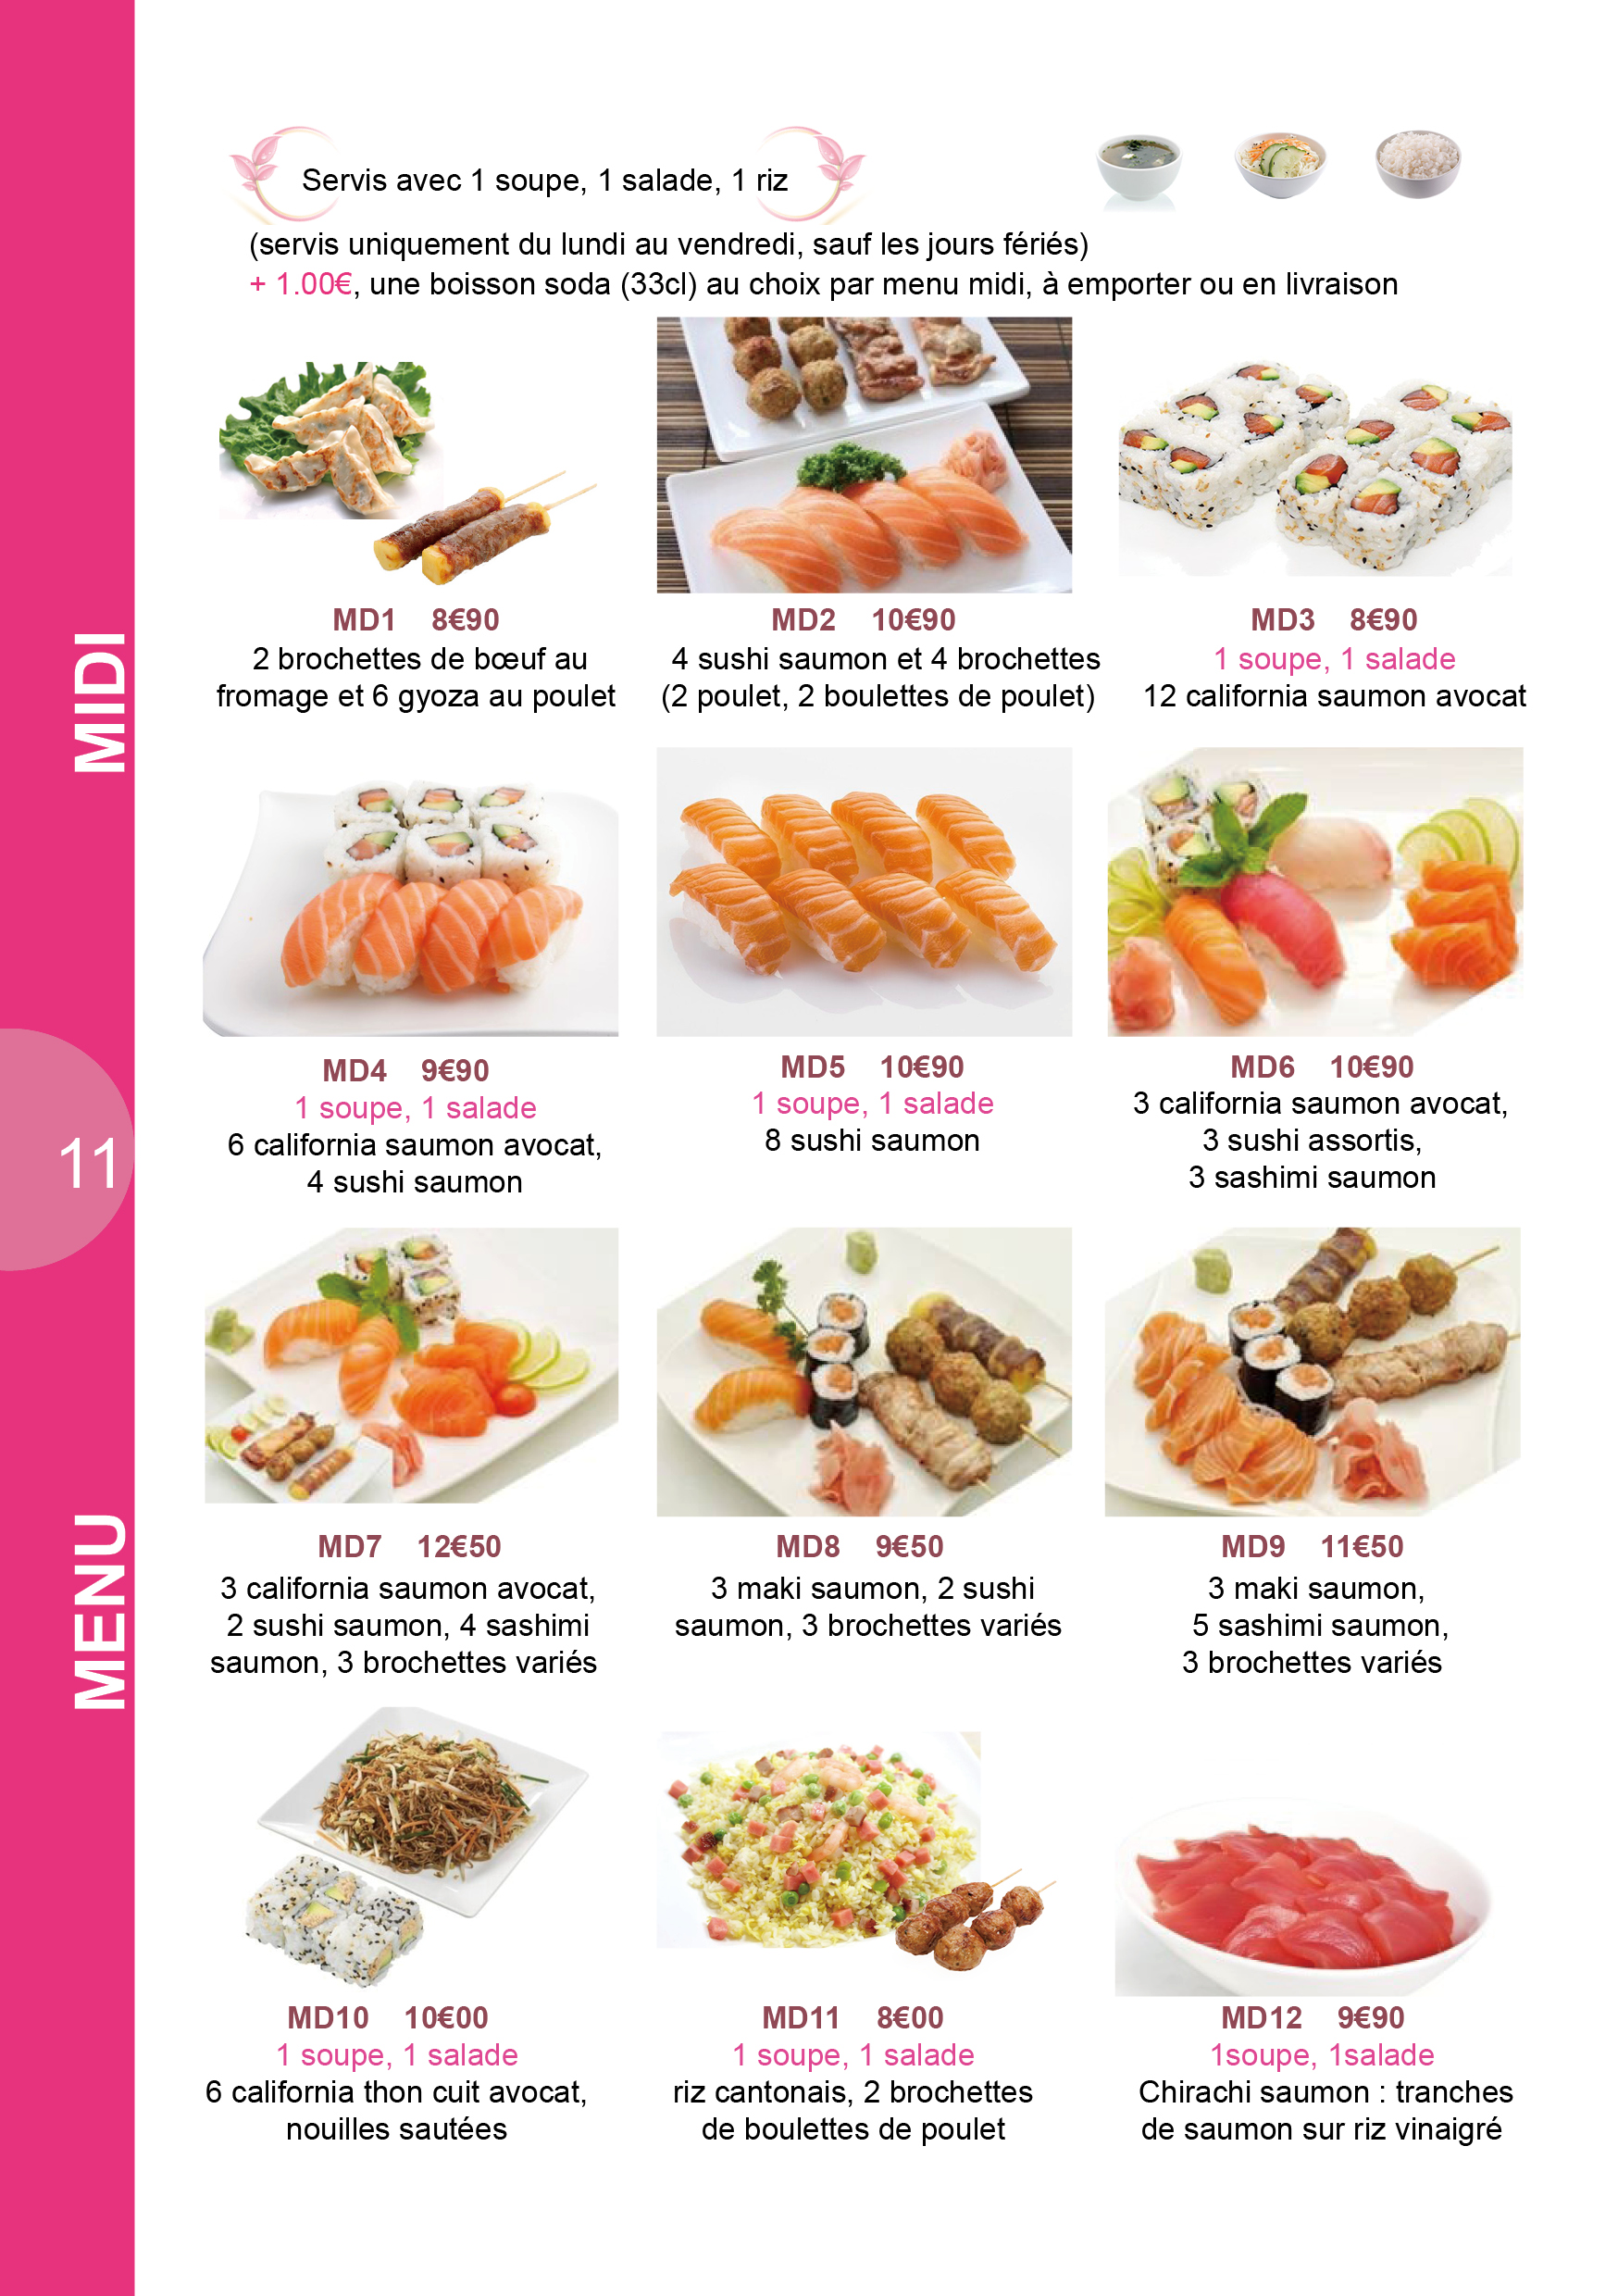 Servis avec 1 soupe, 1 salade, 1 riz
(servis uniquement du lundi au vendredi, sauf les jours fériés)
+ 1.00€, une boisson soda (33cl) au choix par menu midi, à emporter ou en livraison
MD1 8€90
2 brochettes de bœuf au
fromage et 6 gyoza au poulet
MD2 10€90
4 sushi saumon et 4 brochettes
(2 poulet, 2 boulettes de poulet)
MD3 8€90
1 soupe, 1 salade
12 california saumon avocat
MD4 9€90
1 soupe, 1 salade
6 california saumon avocat,
4 sushi saumon
MD5 10€90
1 soupe, 1 salade
8 sushi saumon
MD6 10€90
3 california saumon avocat,
3 sushi assortis,
3 sashimi saumon
MD7 12€50
3 california saumon avocat,
2 sushi saumon, 4 sashimi
saumon, 3 brochettes variés
MD8 9€50
3 maki saumon, 2 sushi
saumon, 3 brochettes variés
MD9 11€50
3 maki saumon,
5 sashimi saumon,
3 brochettes variés
MD10 10€00
1 soupe, 1 salade
6 california thon cuit avocat,
nouilles sautées
MD11 8€00
1 soupe, 1 salade
riz cantonais, 2 brochettes
de boulettes de poulet
MD12 9€90
1soupe, 1salade
Chirachi saumon : tranches
de saumon sur riz vinaigré
MENU MIDI
11